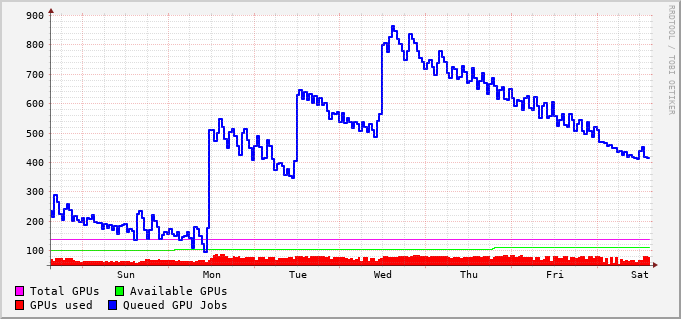 RRDTOOL / TOBI OETIKER
900
800
700
600
500
400
300
200
100
Sun Mon Tue Wed Thu Fri Sat
Total GPUs Available GPUs
GPUs used Queued GPU Jobs